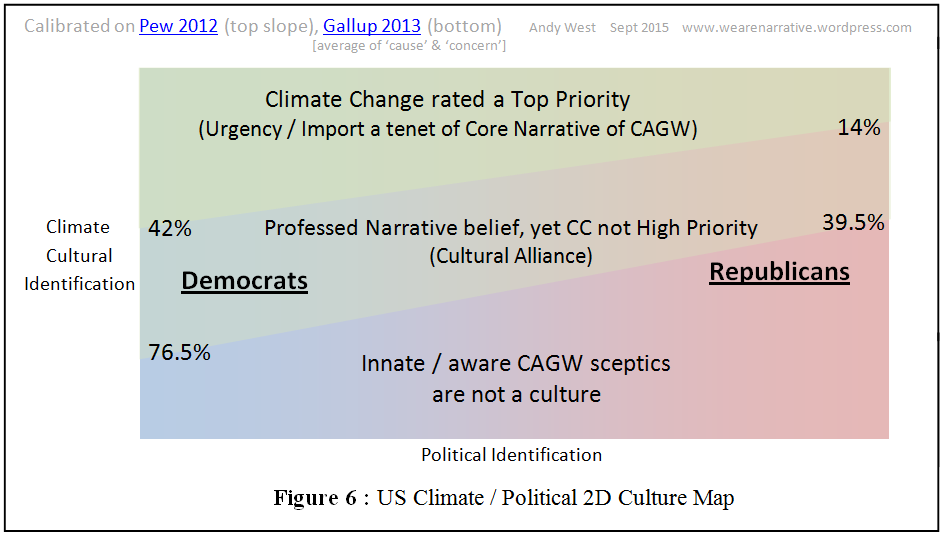 Calibrated on Pew 2012 (top slope), Gallup 2013 (bottom) Andy West Sept 2015 www.wearenarrative.wordpress.com
[average of ‘cause’ & ‘concern’]
Climate Change rated a Top Priority
(Urgency / Import a tenet of Core Narrative of CAGW)
14%
Climate
Cultural
Identification
42%
Professed Narrative belief, yet CC not High Priority
(Cultural Alliance)
39.5%
Democrats
Republicans
76.5%
Innate / aware CAGW sceptics
are not a culture
Political Identification
Figure 6 : US Climate / Political 2D Culture Map